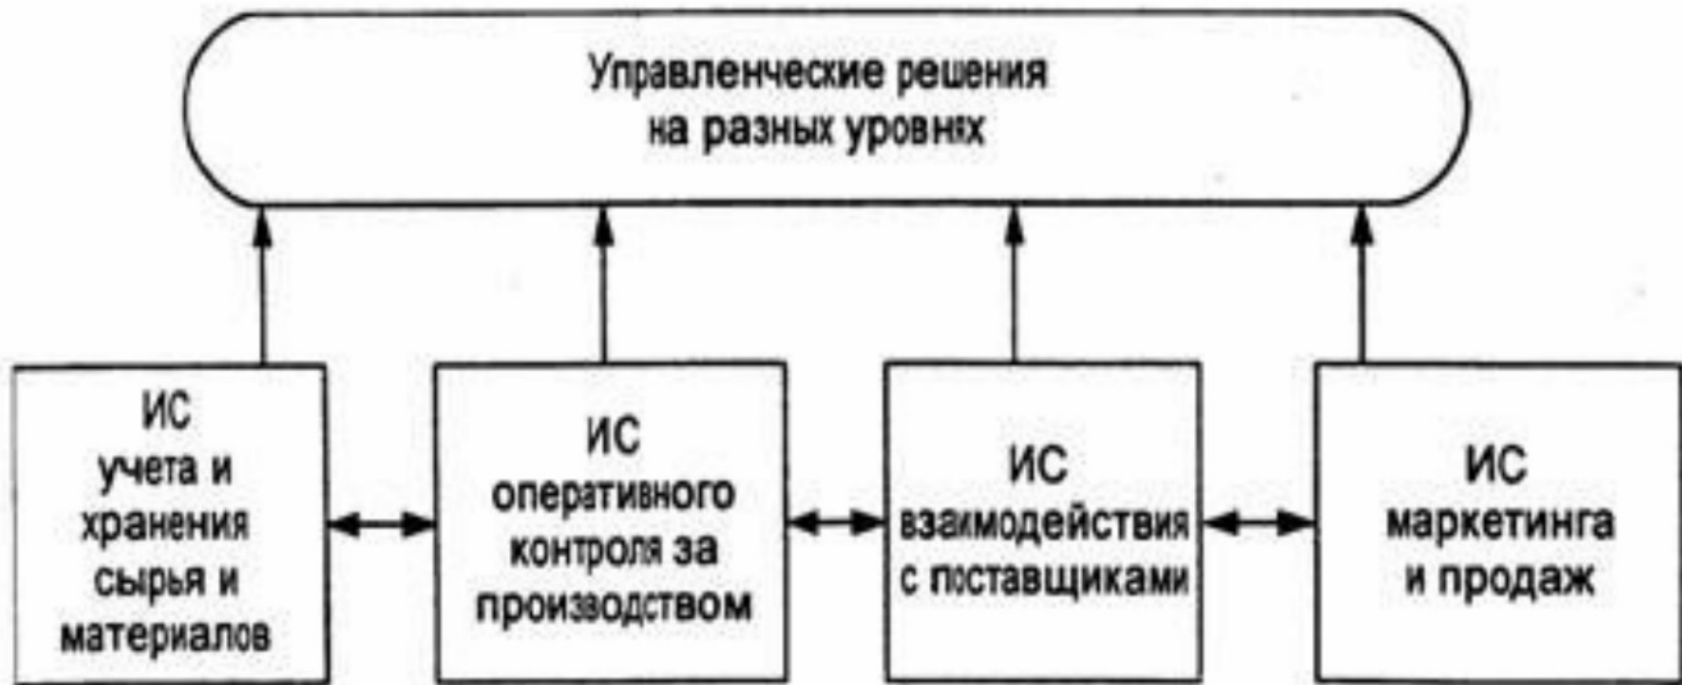 Управленческие решения
на разных уровнях
ИС
учета и
хранения
сырья и
материалов
ИС
оперативного
контроля за
производством
ИС
взаимодействия
с поставщиками
ИС
маркетинга
и продаж